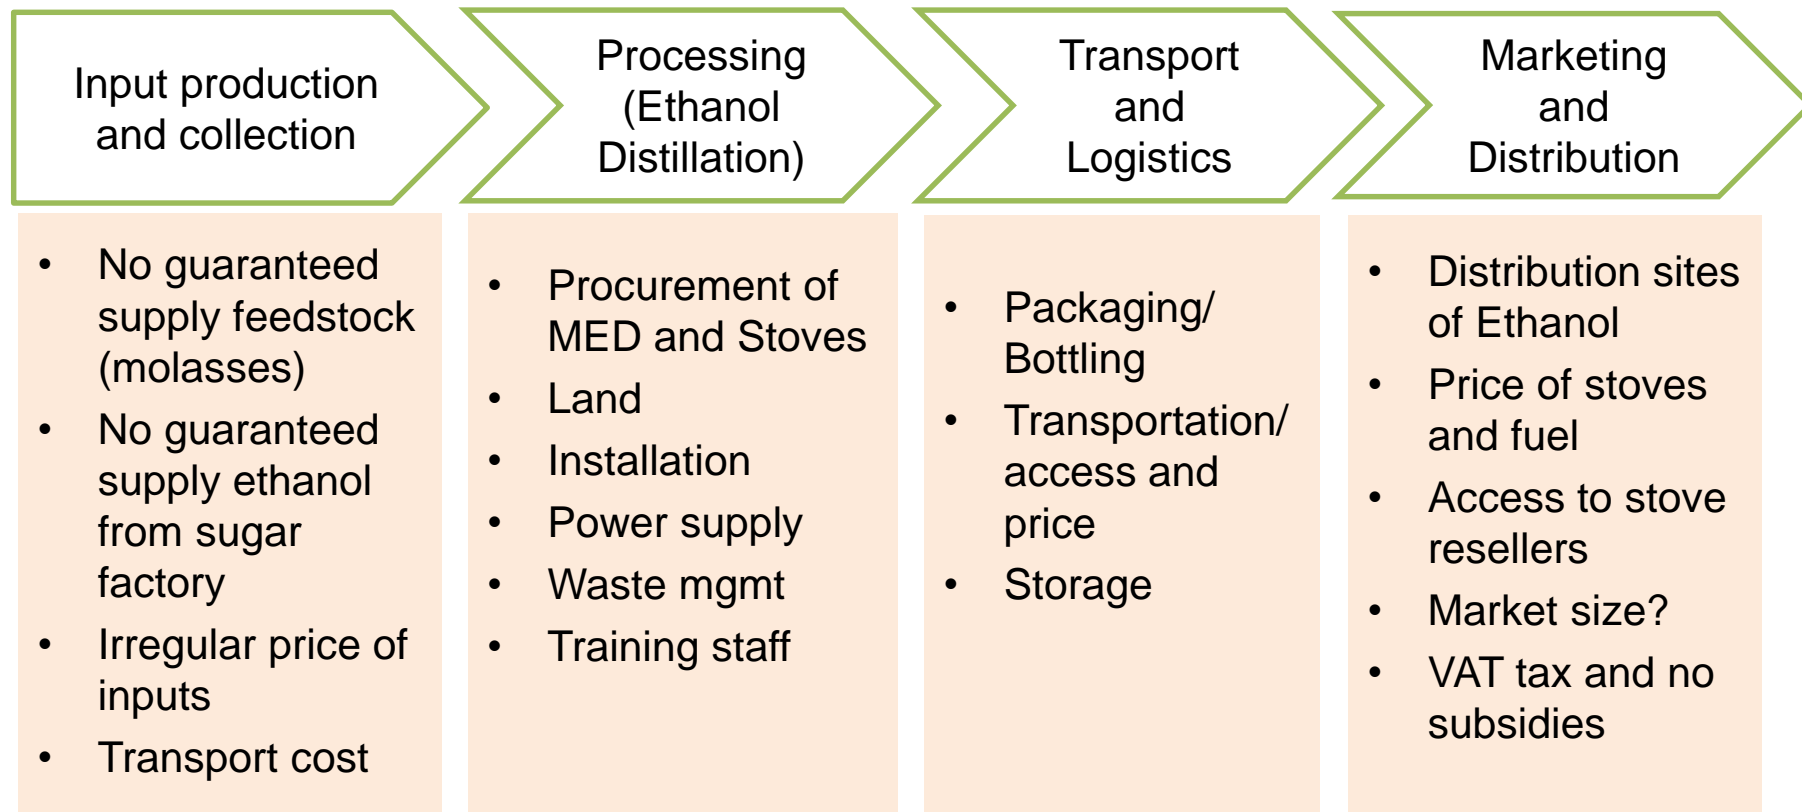 Input production
and collection
Processing
(Ethanol
Distillation)
Transport
and
Logistics
Marketing
and
Distribution
• No guaranteed
supply feedstock
(molasses)
• No guaranteed
supply ethanol
from sugar
factory
• Irregular price of
inputs
• Transport cost
• Procurement of
MED and Stoves
• Land
• Installation
• Power supply
• Waste mgmt
• Training staff
• Packaging/
Bottling
• Transportation/
access and
price
• Storage
• Distribution sites
of Ethanol
• Price of stoves
and fuel
• Access to stove
resellers
• Market size?
• VAT tax and no
subsidies